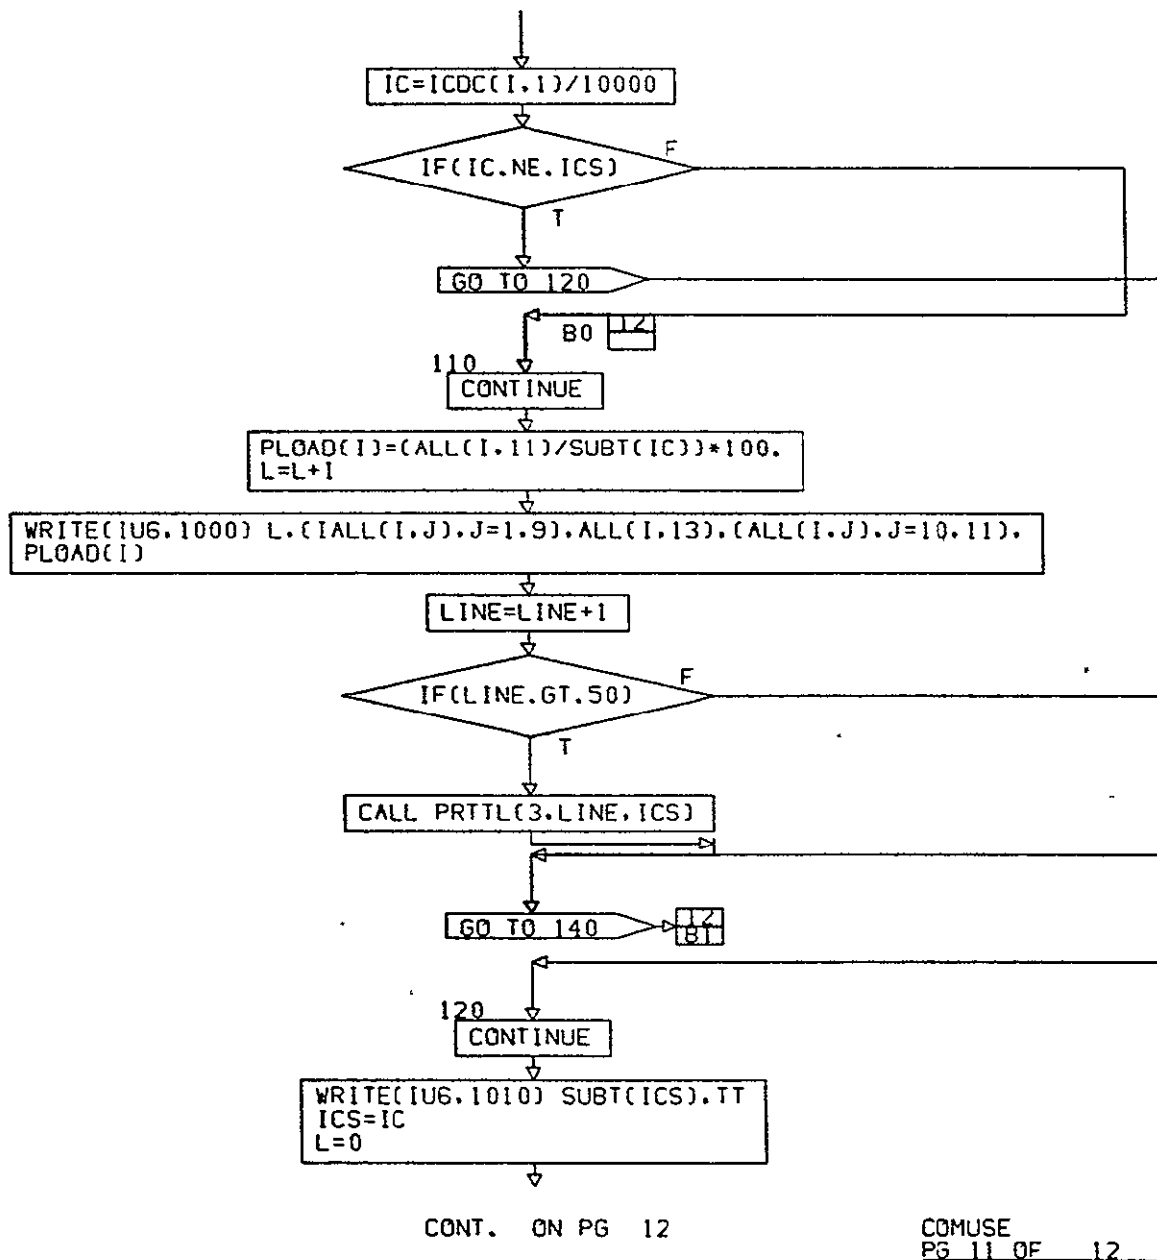 IC=ICDC(I,1)/10000
IF(IC.NE.ICS)
F
T
GO TO 120
B0
12
110
CONTINUE
PLOAD(I)=(ALL(I,11)/SUBT(IC))*100.
L=L+1
WRITE(IU6,1000) L,(IALL(I,J),J=1,9),ALL(I,13),(ALL(I,J),J=10,11),
PLOAD(I)
LINE=LINE+1
IF(LINE.GT.50)
F
T
CALL PRTTL(3,LINE,ICS)
GO TO 140
12
B1
120
CONTINUE
WRITE(IU6,1010) SUBT(ICS),TT
ICS=IC
L=0
CONT. ON PG 12
COMUSE
PG 11 OF 12